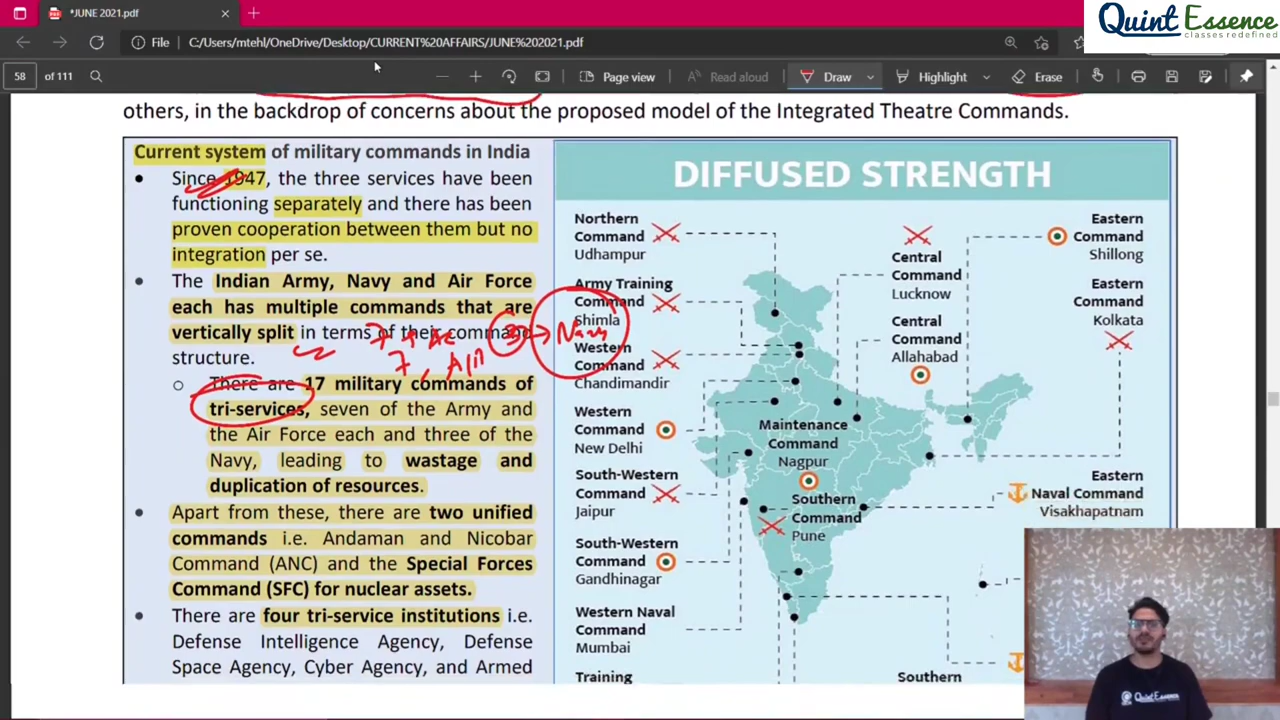 *JUNE 2021.pdf
Quint Essence
classes redefined
File C:/Users/mtehl/OneDrive/Desktop/CURRENT%20AFFAIRS/JUNE%202021.pdf
58 of 111 Page view Read aloud Draw Highlight Erase
others, in the backdrop of concerns about the proposed model of the Integrated Theatre Commands.
Current system of military commands in India
• Since 1947, the three services have been
functioning separately and there has been
proven cooperation between them but no
integration per se.
• The Indian Army, Navy and Air Force
each has multiple commands that are
vertically split in terms of their command
structure.
o There are 17 military commands of
tri-services, seven of the Army and
the Air Force each and three of the
Navy, leading to wastage and
duplication of resources.
• Apart from these, there are two unified
commands i.e. Andaman and Nicobar
Command (ANC) and the Special Forces
Command (SFC) for nuclear assets.
• There are four tri-service institutions i.e.
Defense Intelligence Agency, Defense
Space Agency, Cyber Agency, and Armed
7
7
3 → Navy
DIFFUSED STRENGTH
Northern
Command
Udhampur
Army Training
Command
Shimla
Western
Command
Chandimandir
Western
Command
New Delhi
South-Western
Command
Jaipur
South-Western
Command
Gandhinagar
Western Naval
Command
Mumbai
Training
Central
Command
Lucknow
Central
Command
Allahabad
Maintenance
Command
Nagpur
Southern
Command
Pune
Eastern
Command
Shillong
Eastern
Command
Kolkata
Eastern
Naval Command
Visakhapatnam
Southern
Quint Essence